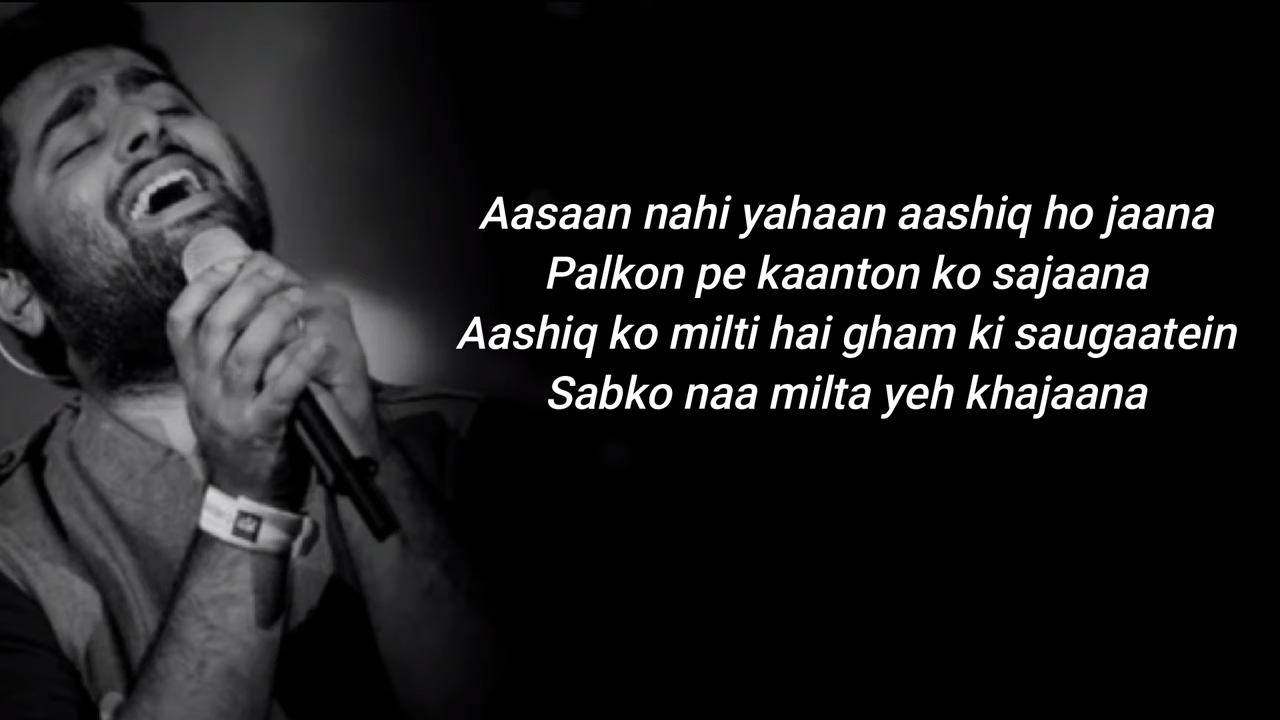 Aasaan nahi yahaan aashiq ho jaana
Palkon pe kaanton ko sajaana
Aashiq ko milti hai gham ki saugaatein
Sabko naa milta yeh khajaana